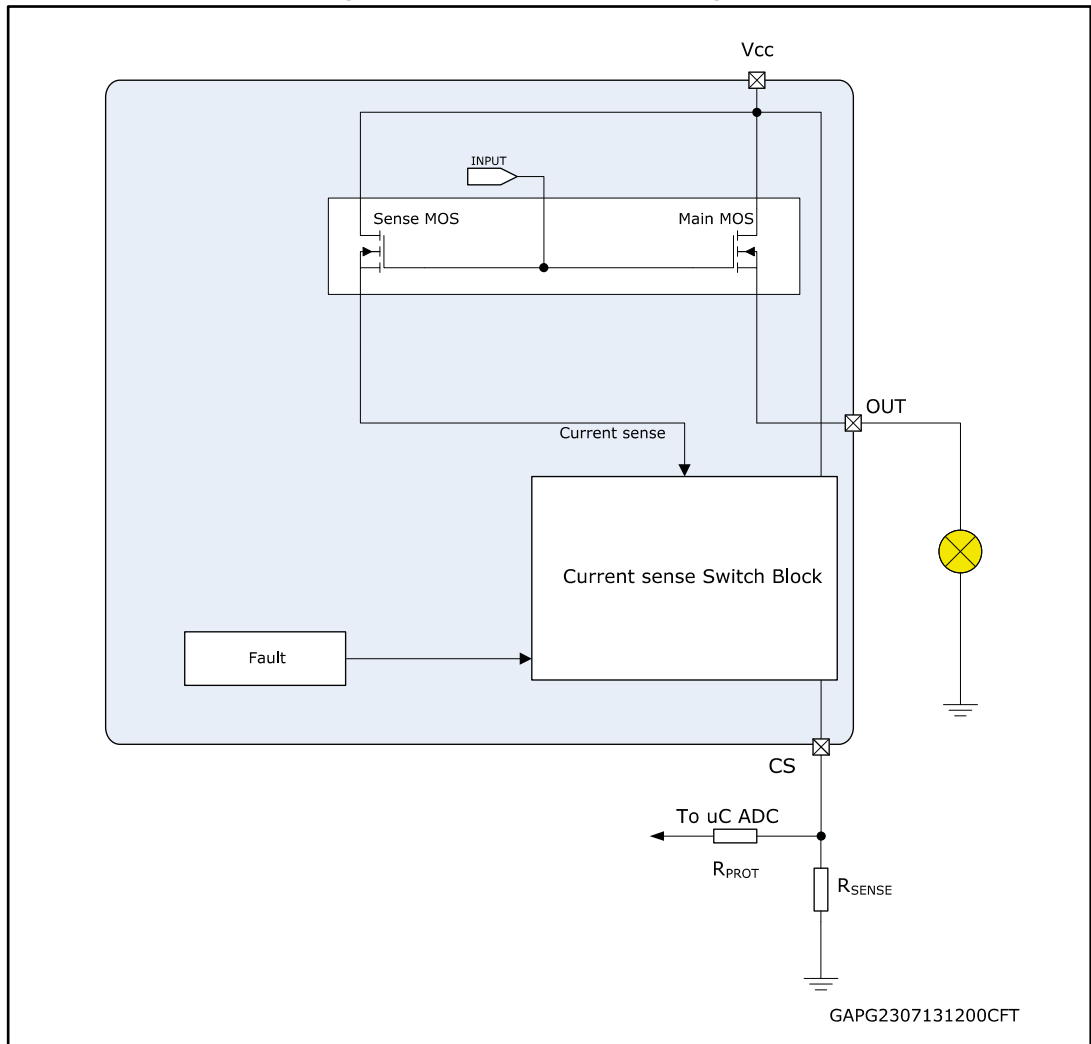 Vcc
INPUT
Sense MOS
Main MOS
OUT
Current sense
Current sense Switch Block
Fault
CS
To uC ADC
RPROT
RSENSE
GAPG2307131200CFT